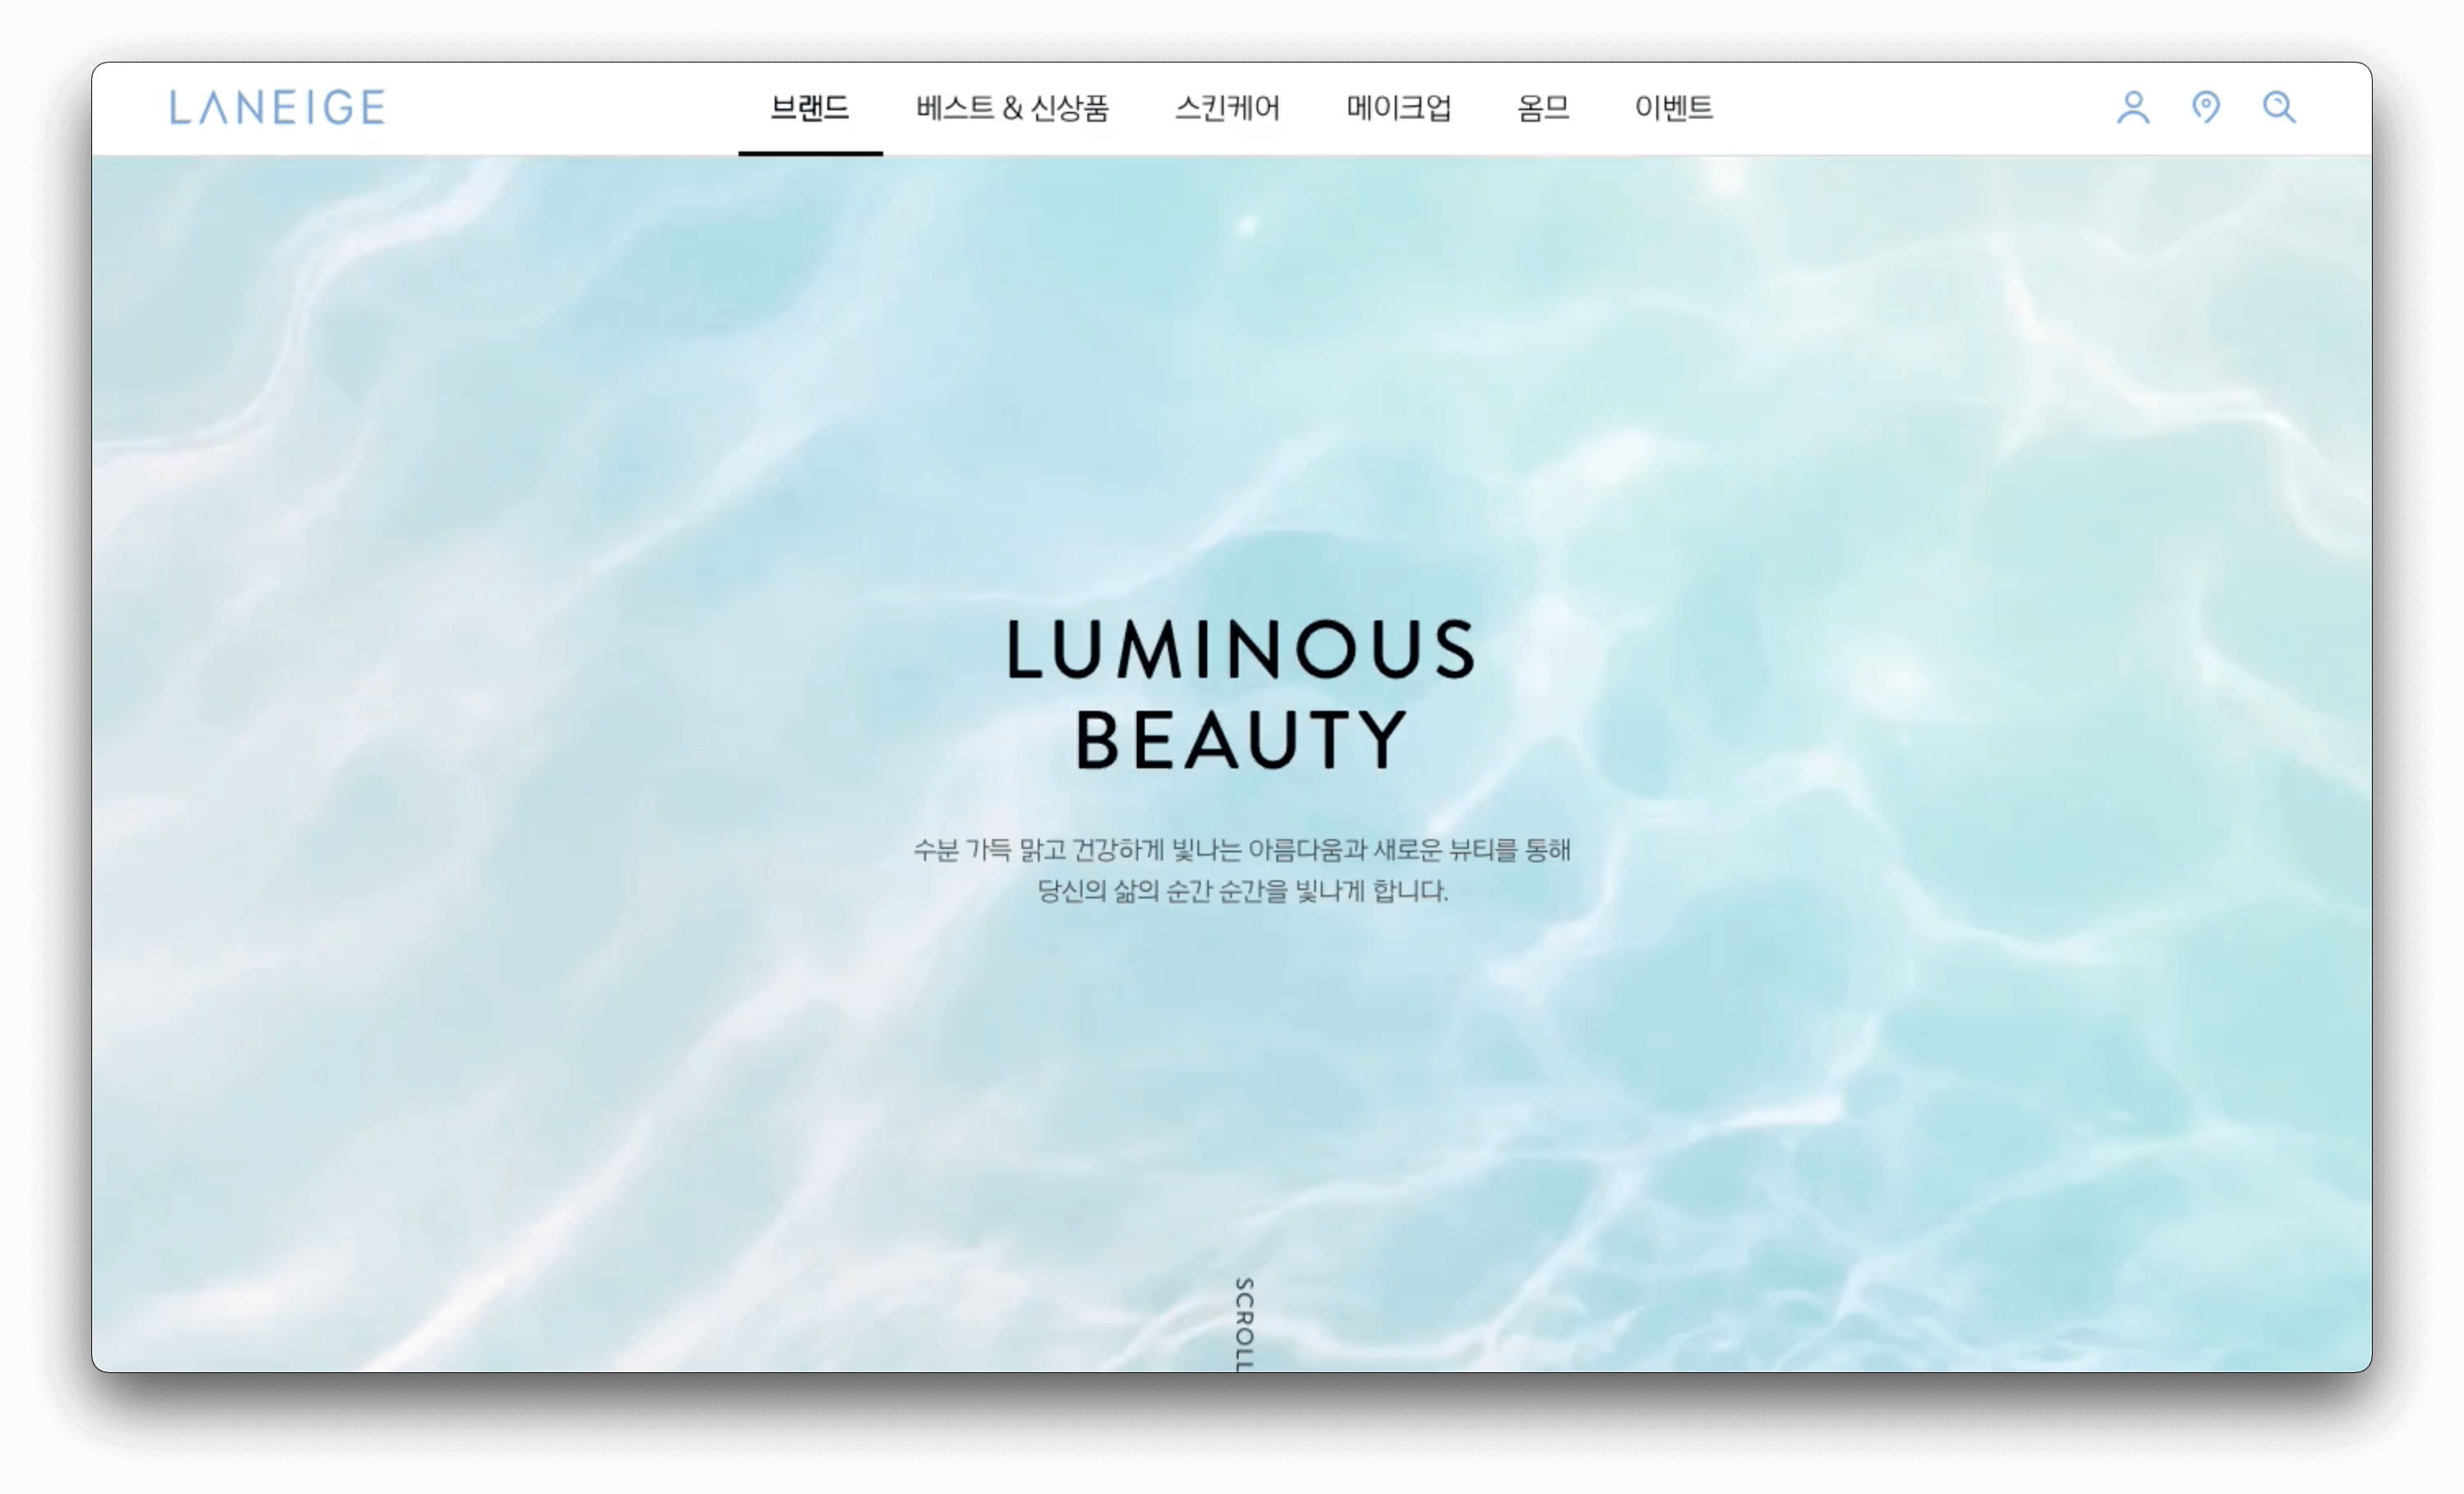 LANEIGE
브랜드
베스트 & 신상품
스킨케어
메이크업
옴므
이벤트
LUMINOUS
BEAUTY
수분 가득 맑고 건강하게 빛나는 아름다움과 새로운 뷰티를 통해
당신의 삶의 순간 순간을 빛나게 합니다.
SCROLL